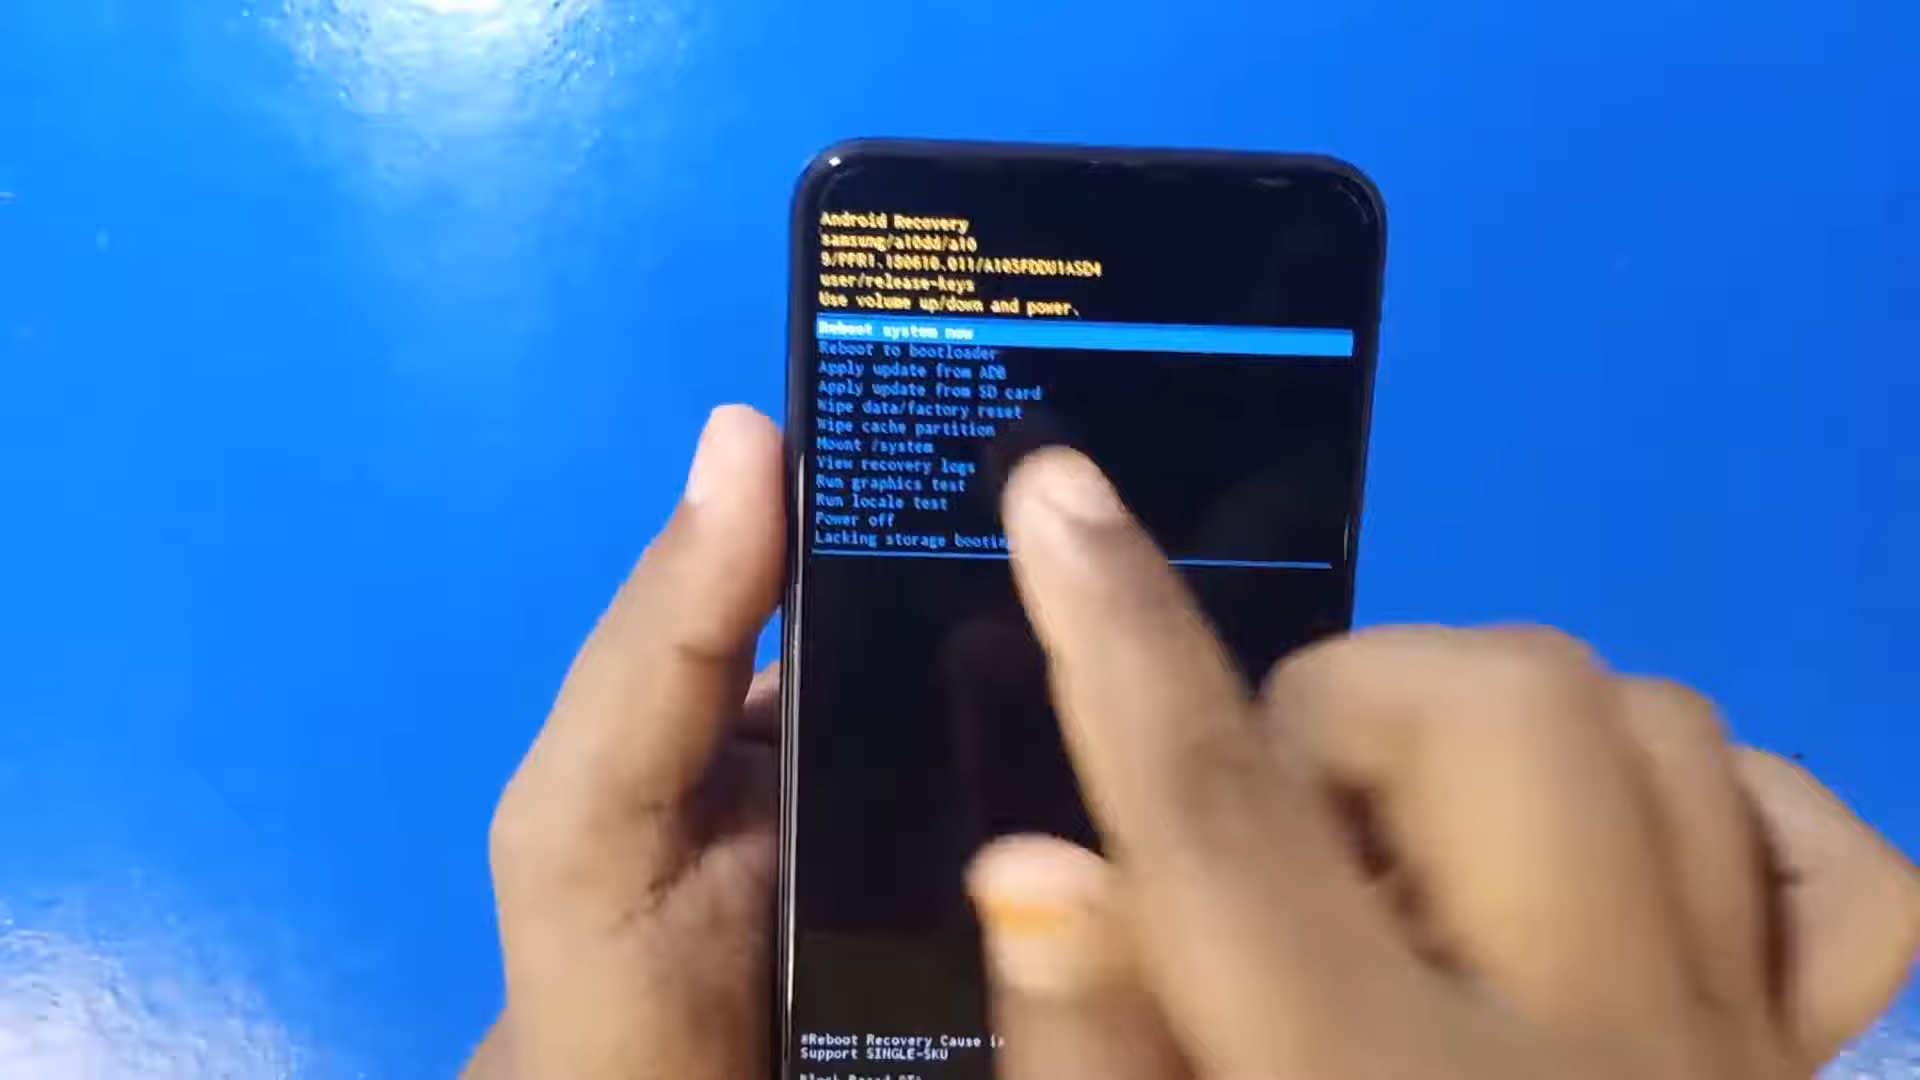 Android Recovery
samsung/a10dd/a10
9/PPR1.180610.011/A105FDDU1ASD4
user/release-keys
Use volume up/down and power.
Reboot system now
Reboot to bootloader
Apply update from ADB
Apply update from SD card
Wipe data/factory reset
Wipe cache partition
Mount /system
View recovery logs
Run graphics test
Run locale test
Power off
Lacking storage bootin
#Reboot Recovery Cause is
Support SINGLE-SKU